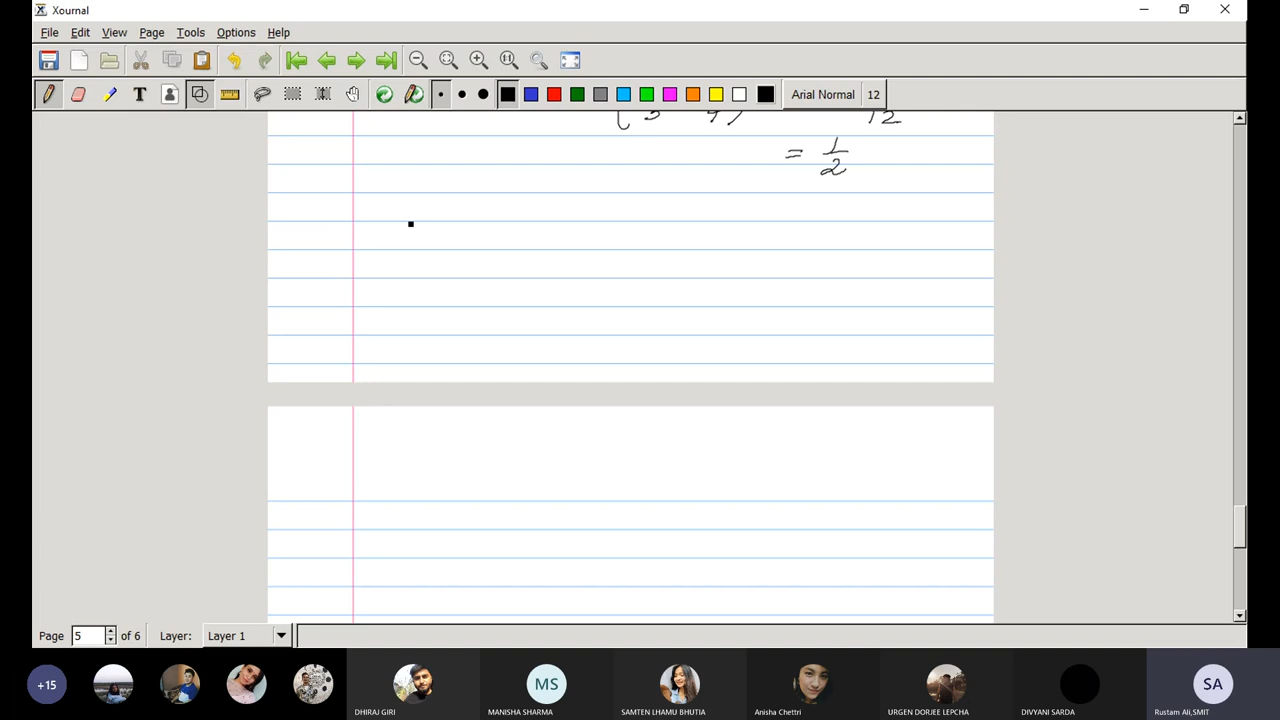 Xournal
File Edit View Page Tools Options Help
T Arial Normal 12
12
= 1/2
Page 5 of 6 Layer: Layer 1
+15 MS SA
DHIRAJ GIRI MANISHA SHARMA SAMTEN LHAMU BHUTIA Anisha Chettri URGEN DORJEE LEPCHA DIVYANI SARDA Rustam Ali,SMIT